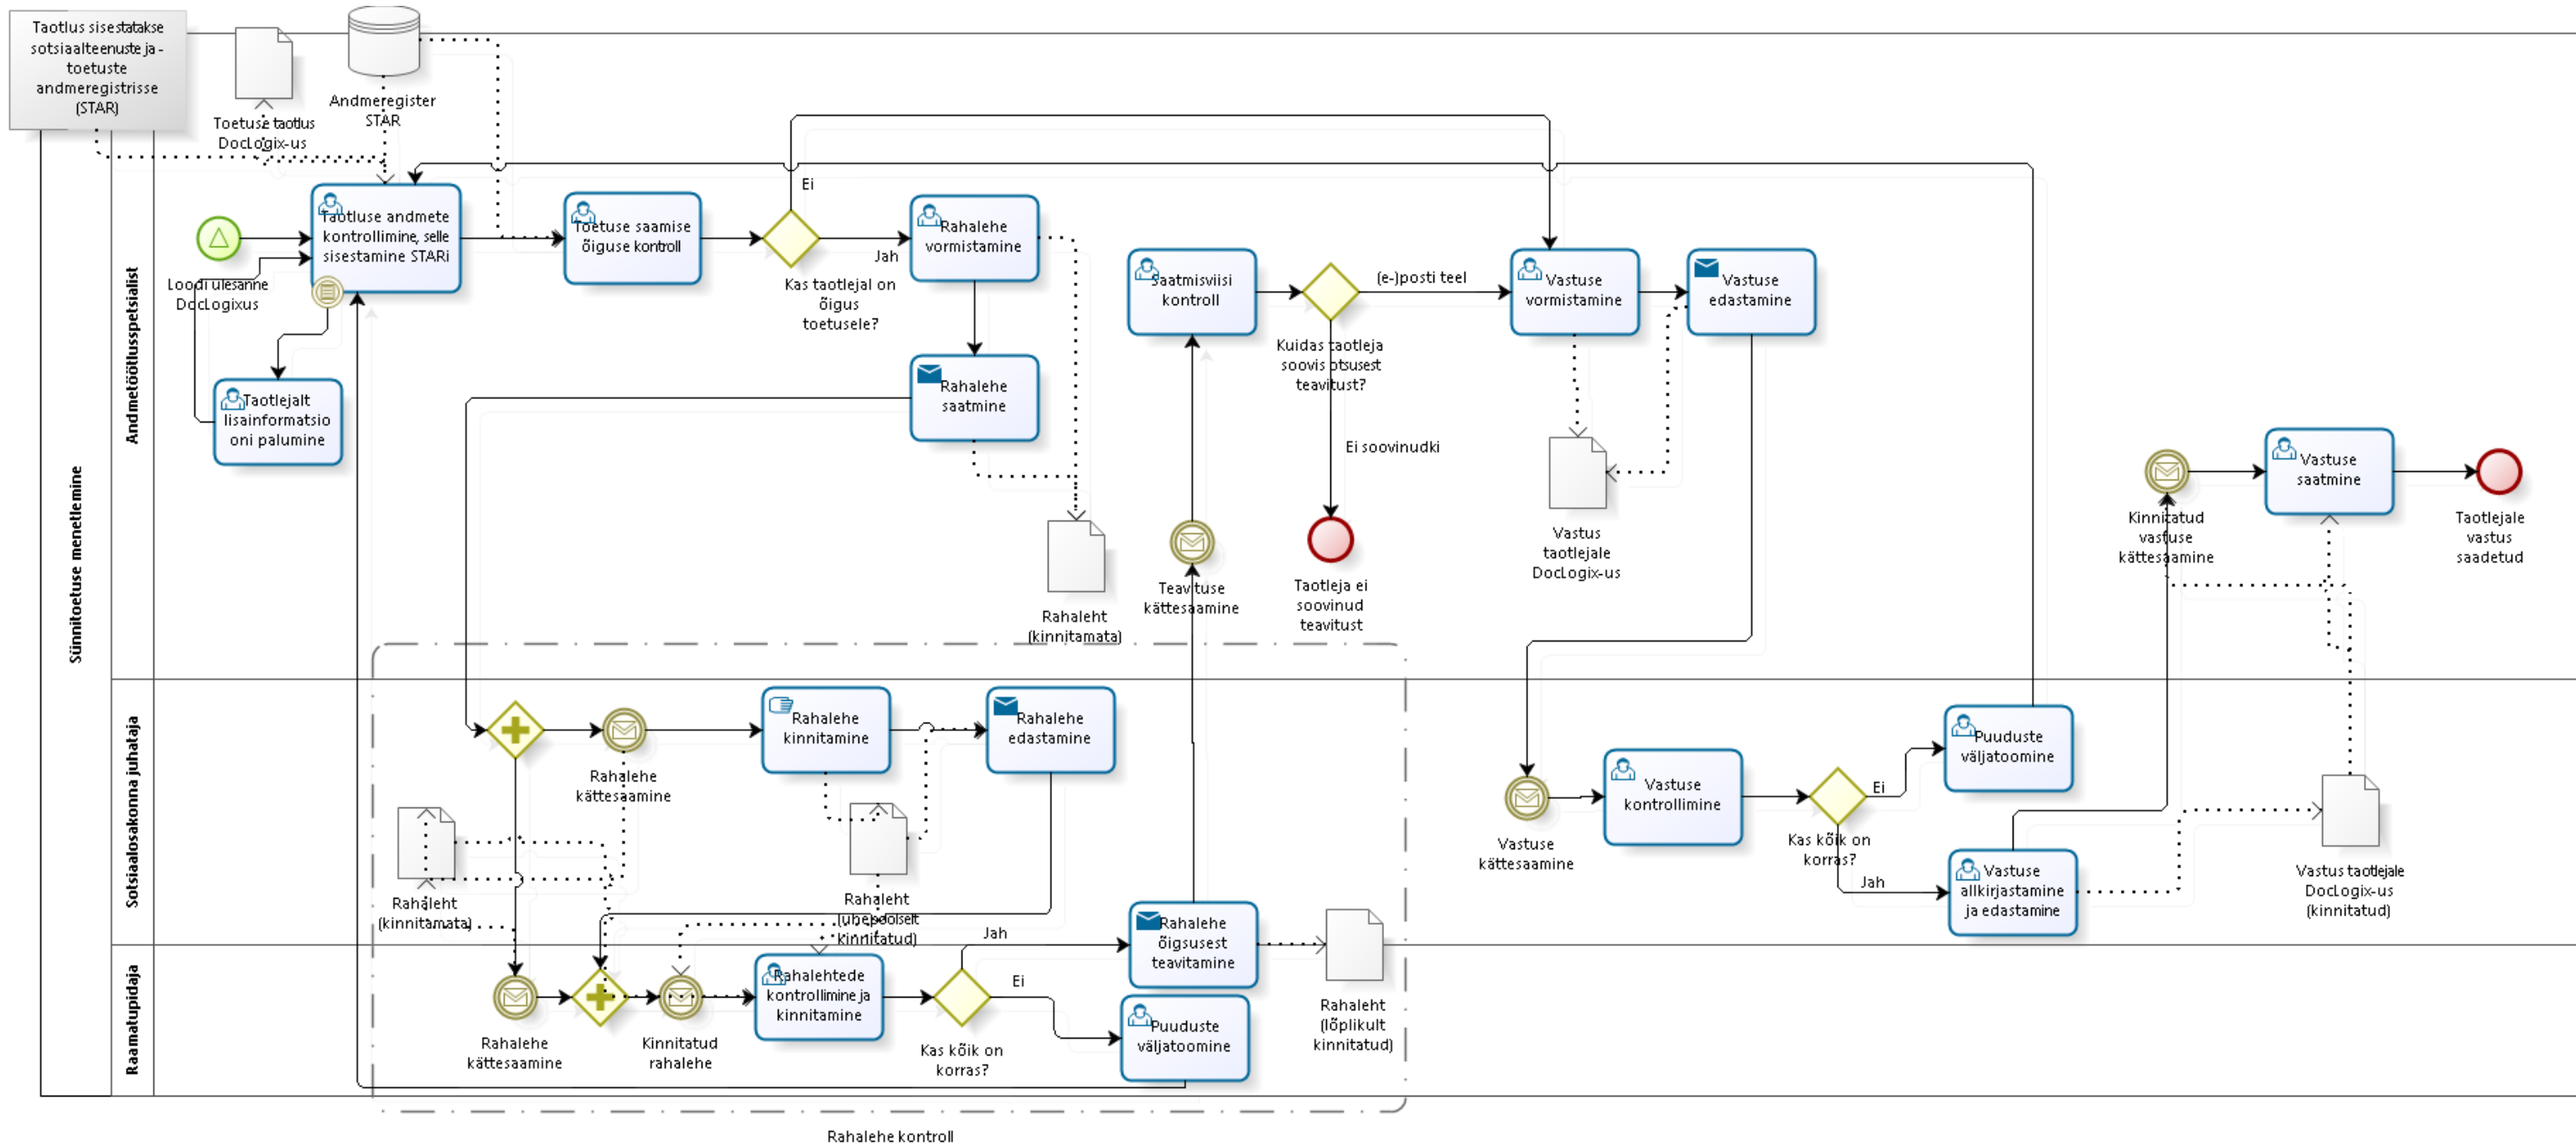 Taotlus sisestatakse
sotsiaalteenuste ja -
toetuste
andmeregistrisse
(STAR)
Toetuse taotlus
DocLogix-us
Andmeregister
STAR
Sünnitoetuse menetlemine
Andmetöötluspetsialist
Loodi ülesanne
DocLogixus
Taotluse andmete
kontrollimine, selle
sisestamine STARi
Taotlejalt
lisainformatsio
oni palumine
Toetuse saamise
õiguse kontroll
Ei
Jah
Kas taotlejal on
õigus
toetusele?
Rahalehe
vormistamine
Rahalehe
saatmine
Rahaleht
(kinnitamata)
Saatmisviisi
kontroll
Teavituse
kättesaamine
(e-)posti teel
Kuidas taotleja
soovis otsusest
teavitust?
Ei soovinudki
Taotleja ei
soovinud
teavitust
Vastuse
vormistamine
Vastuse
edastamine
Vastus
taotlejale
DocLogix-us
Kinnitatud
vastuse
kättesaamine
Vastuse
saatmine
Taotlejale
vastus
saadetud
Sotsiaalosakonna juhataja
Rahalehe
kättesaamine
Rahalehe
kinnitamine
Rahalehe
edastamine
Rahaleht
(kinnitamata)
Rahaleht
(ühepoolselt
kinnitatud)
Vastuse
kättesaamine
Vastuse
kontrollimine
Ei
Kas kõik on
korras?
Jah
Puuduste
väljatoomine
Vastuse
allkirjastamine
ja edastamine
Vastus taotlejale
DocLogix-us
(kinnitatud)
Raamatupidaja
Rahalehe
kättesaamine
Kinnitatud
rahalehe
Rahalehtede
kontrollimine ja
kinnitamine
Jah
Ei
Kas kõik on
korras?
Rahalehe
õigsusest
teavitamine
Puuduste
väljatoomine
Rahaleht
(lõplikult
kinnitatud)
Rahalehe kontroll